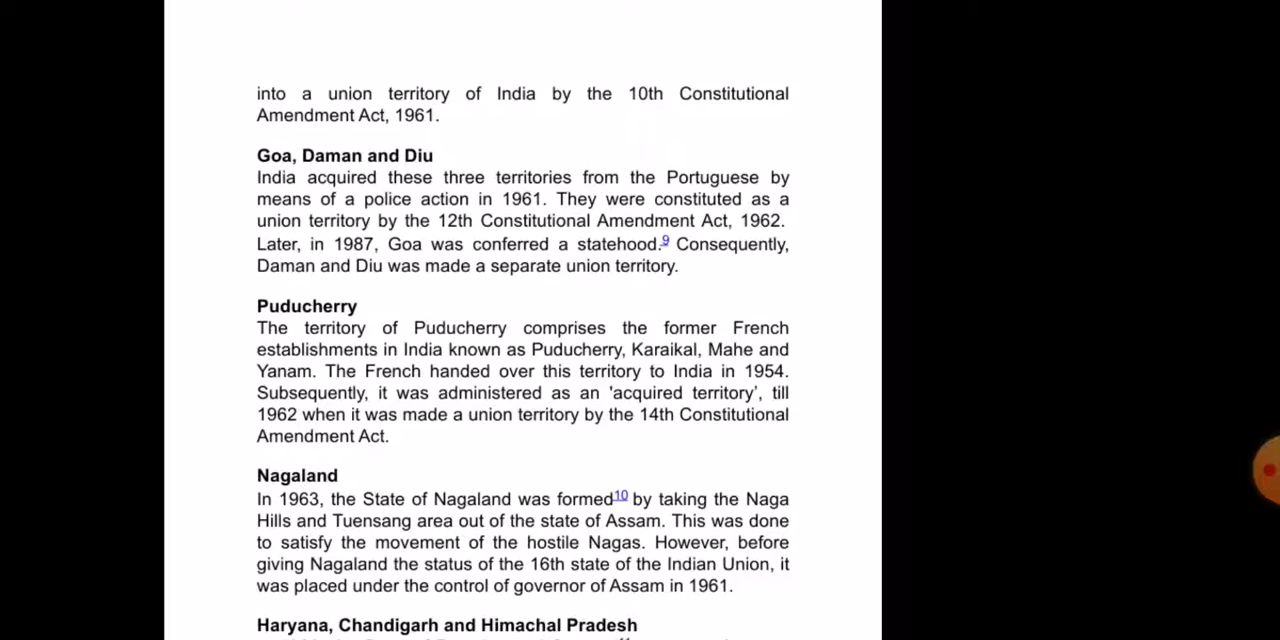 into a union territory of India by the 10th Constitutional
Amendment Act, 1961.
Goa, Daman and Diu
India acquired these three territories from the Portuguese by
means of a police action in 1961. They were constituted as a
union territory by the 12th Constitutional Amendment Act, 1962.
Later, in 1987, Goa was conferred a statehood.9 Consequently,
Daman and Diu was made a separate union territory.
Puducherry
The territory of Puducherry comprises the former French
establishments in India known as Puducherry, Karaikal, Mahe and
Yanam. The French handed over this territory to India in 1954.
Subsequently, it was administered as an 'acquired territory', till
1962 when it was made a union territory by the 14th Constitutional
Amendment Act.
Nagaland
In 1963, the State of Nagaland was formed10 by taking the Naga
Hills and Tuensang area out of the state of Assam. This was done
to satisfy the movement of the hostile Nagas. However, before
giving Nagaland the status of the 16th state of the Indian Union, it
was placed under the control of governor of Assam in 1961.
Haryana, Chandigarh and Himachal Pradesh